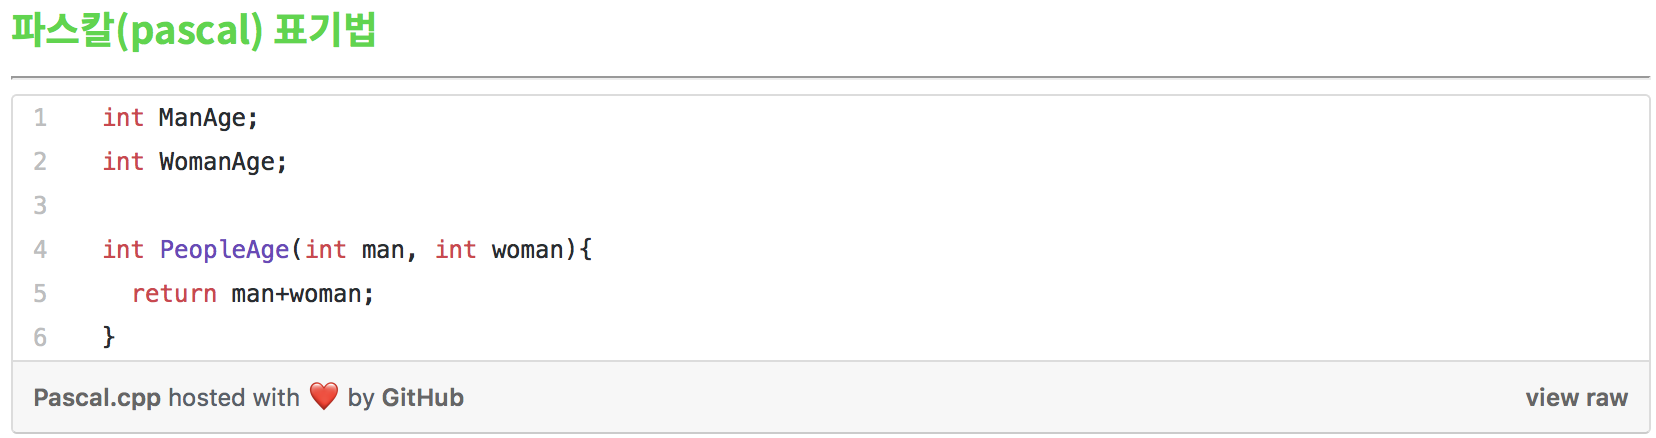 파스칼(pascal) 표기법
1 int ManAge;
2 int WomanAge;
3
4 int PeopleAge(int man, int woman){
5 return man+woman;
6 }
Pascal.cpp hosted with ❤️ by GitHub view raw